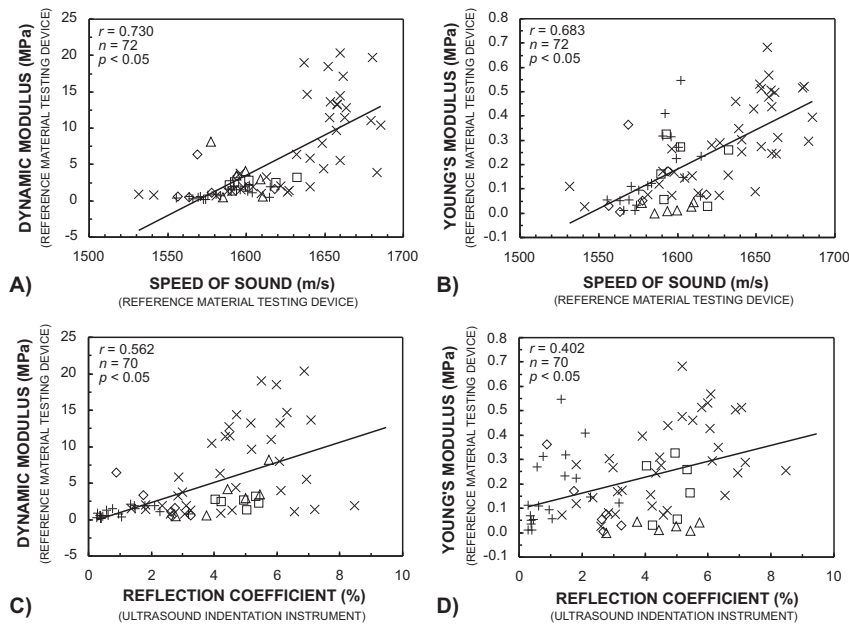 DYNAMIC MODULUS (MPa)
(REFERENCE MATERIAL TESTING DEVICE)
25
20
15
10
5
0
-5
r = 0.730
n = 72
p < 0.05
1500
1550
1600
1650
1700
A)
SPEED OF SOUND (m/s)
(REFERENCE MATERIAL TESTING DEVICE)
YOUNG'S MODULUS (MPa)
(REFERENCE MATERIAL TESTING DEVICE)
0.8
0.7
0.6
0.5
0.4
0.3
0.2
0.1
0.0
-0.1
r = 0.683
n = 72
p < 0.05
1500
1550
1600
1650
1700
B)
SPEED OF SOUND (m/s)
(REFERENCE MATERIAL TESTING DEVICE)
DYNAMIC MODULUS (MPa)
(REFERENCE MATERIAL TESTING DEVICE)
25
20
15
10
5
0
-5
r = 0.562
n = 70
p < 0.05
0
2
4
6
8
10
C)
REFLECTION COEFFICIENT (%)
(ULTRASOUND INDENTATION INSTRUMENT)
YOUNG'S MODULUS (MPa)
(REFERENCE MATERIAL TESTING DEVICE)
0.8
0.7
0.6
0.5
0.4
0.3
0.2
0.1
0.0
-0.1
r = 0.402
n = 70
p < 0.05
0
2
4
6
8
10
D)
REFLECTION COEFFICIENT (%)
(ULTRASOUND INDENTATION INSTRUMENT)